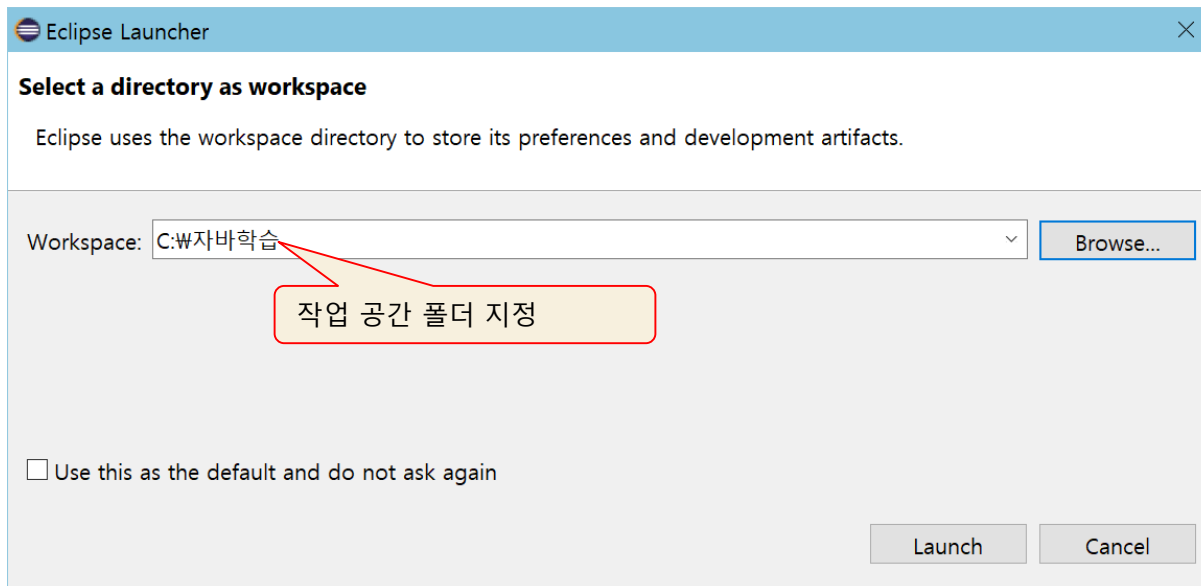 Eclipse Launcher
Select a directory as workspace
Eclipse uses the workspace directory to store its preferences and development artifacts.
Workspace: C:₩자바학습 Browse...
작업 공간 폴더 지정
Use this as the default and do not ask again
Launch Cancel